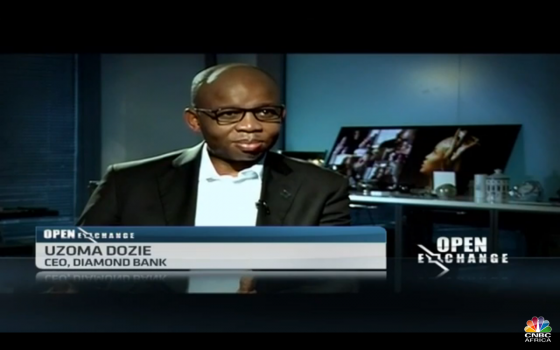 OPEN EXCHANGE
UZOMA DOZIE
CEO, DIAMOND BANK
OPEN
EXCHANGE
CNBC
AFRICA